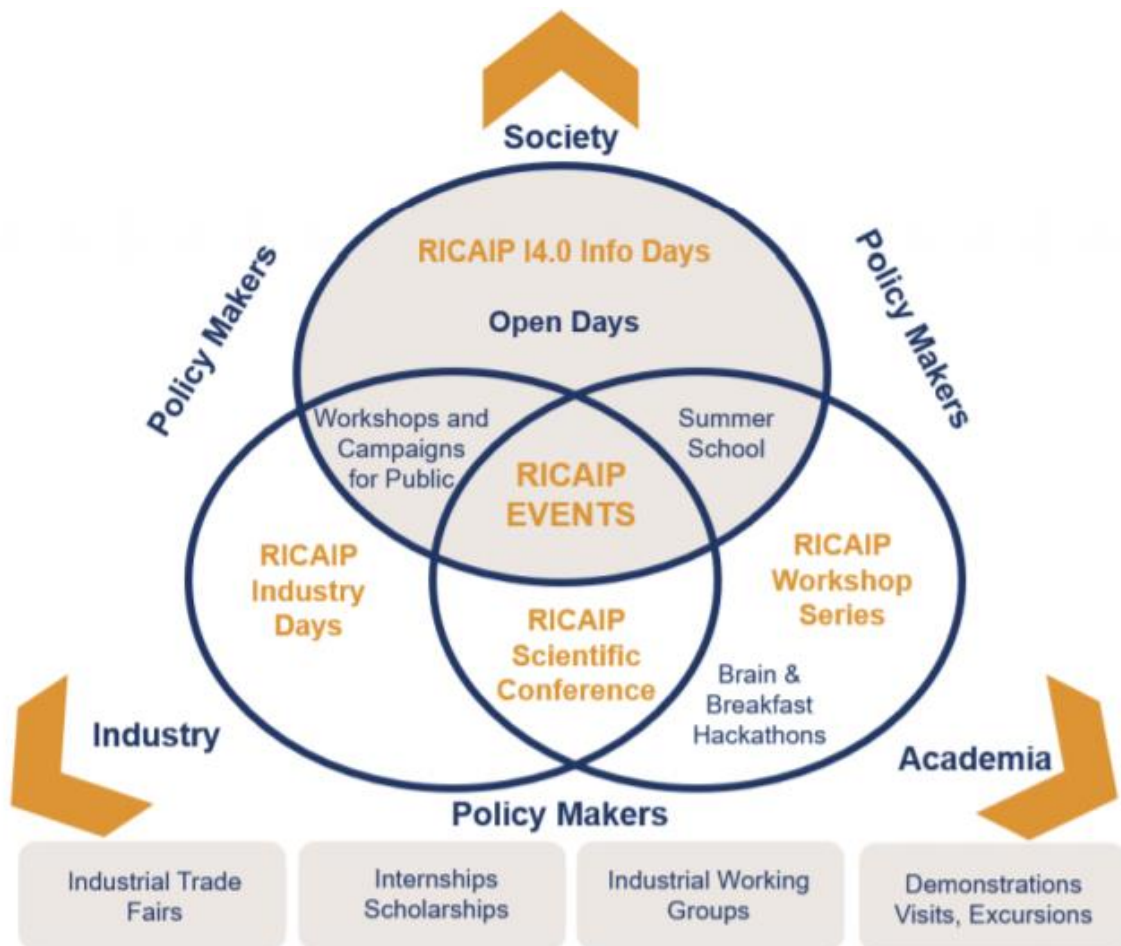 Society
Policy Makers
Policy Makers
RICAIP I4.0 Info Days
Open Days
Workshops and
Campaigns
for Public
Summer
School
RICAIP
EVENTS
RICAIP
Industry
Days
RICAIP
Workshop
Series
RICAIP
Scientific
Conference
Brain &
Breakfast
Hackathons
Industry
Academia
Policy Makers
Industrial Trade
Fairs
Internships
Scholarships
Industrial Working
Groups
Demonstrations
Visits, Excursions